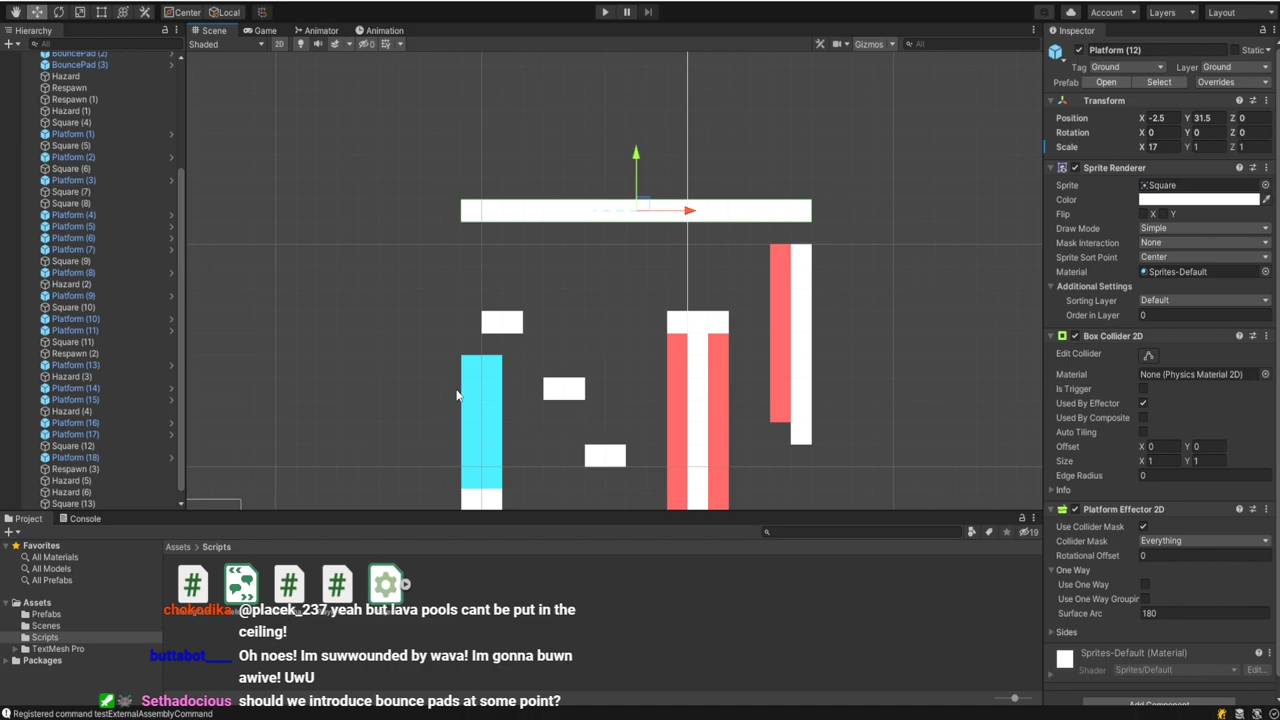 Center
Local
Account
Layers
Layout
Hierarchy
Scene
Game
Animator
Animation
Inspector
Shaded
2D
Gizmos
All
All
BouncePad (2)
BouncePad (3)
Hazard
Respawn
Respawn (1)
Hazard (1)
Square (4)
Platform (1)
Square (5)
Platform (2)
Square (6)
Platform (3)
Square (7)
Square (8)
Platform (4)
Platform (5)
Platform (6)
Platform (7)
Square (9)
Platform (8)
Hazard (2)
Platform (9)
Square (10)
Platform (10)
Platform (11)
Square (11)
Respawn (2)
Platform (13)
Hazard (3)
Platform (14)
Platform (15)
Hazard (4)
Platform (16)
Platform (17)
Square (12)
Platform (18)
Respawn (3)
Hazard (5)
Hazard (6)
Square (13)
Platform (12)
Static
Tag Ground Layer Ground
Prefab Open Select Overrides
Transform
Position X -2.5 Y 31.5 Z 0
Rotation X 0 Y 0 Z 0
Scale X 17 Y 1 Z 1
Sprite Renderer
Sprite Square
Color
Flip X Y
Draw Mode Simple
Mask Interaction None
Sprite Sort Point Center
Material Sprites-Default
Additional Settings
Sorting Layer Default
Order in Layer 0
Box Collider 2D
Edit Collider
Material None (Physics Material 2D)
Is Trigger
Used By Effector
Used By Composite
Auto Tiling
Offset X 0 Y 0
Size X 1 Y 1
Edge Radius 0
Info
Platform Effector 2D
Use Collider Mask
Collider Mask Everything
Rotational Offset 0
One Way
Use One Way
Use One Way Groupin
Surface Arc 180
Sides
Sprites-Default (Material)
Shader Sprites/Default Edit...
Add Component
Project
Console
19
Favorites
All Materials
All Models
All Prefabs
Assets
Prefabs
Scenes
Scripts
TextMesh Pro
Packages
Assets > Scripts
chokodika @placek_237 yeah but lava pools cant be put in the
ceiling!
buttabot____ Oh noes! Im suwwounded by wava! Im gonna buwn
awive! UwU
Sethadocious should we introduce bounce pads at some point?
Registered command testExternalAssemblyCommand